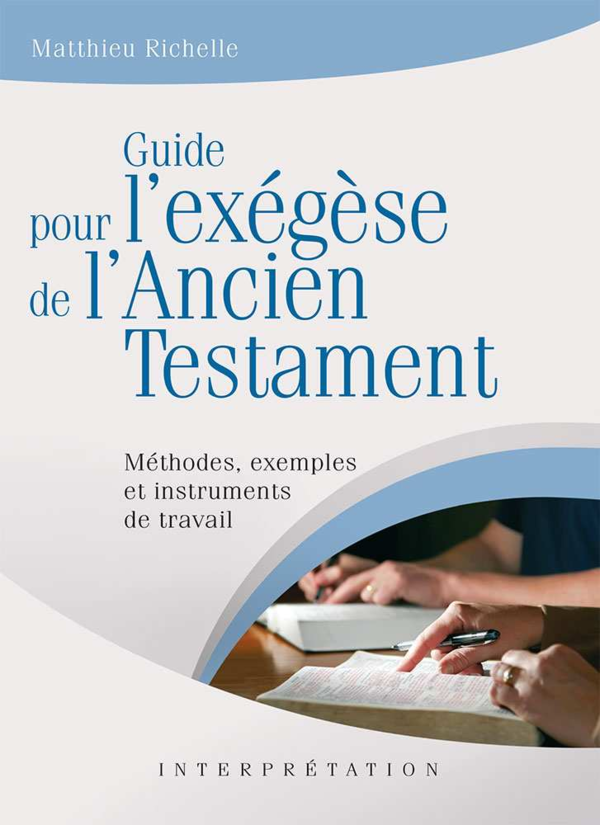 Matthieu Richelle
Guide
pour l'exégèse
de l'Ancien
Testament
Méthodes, exemples
et instruments
de travail
INTERPRÉTATION